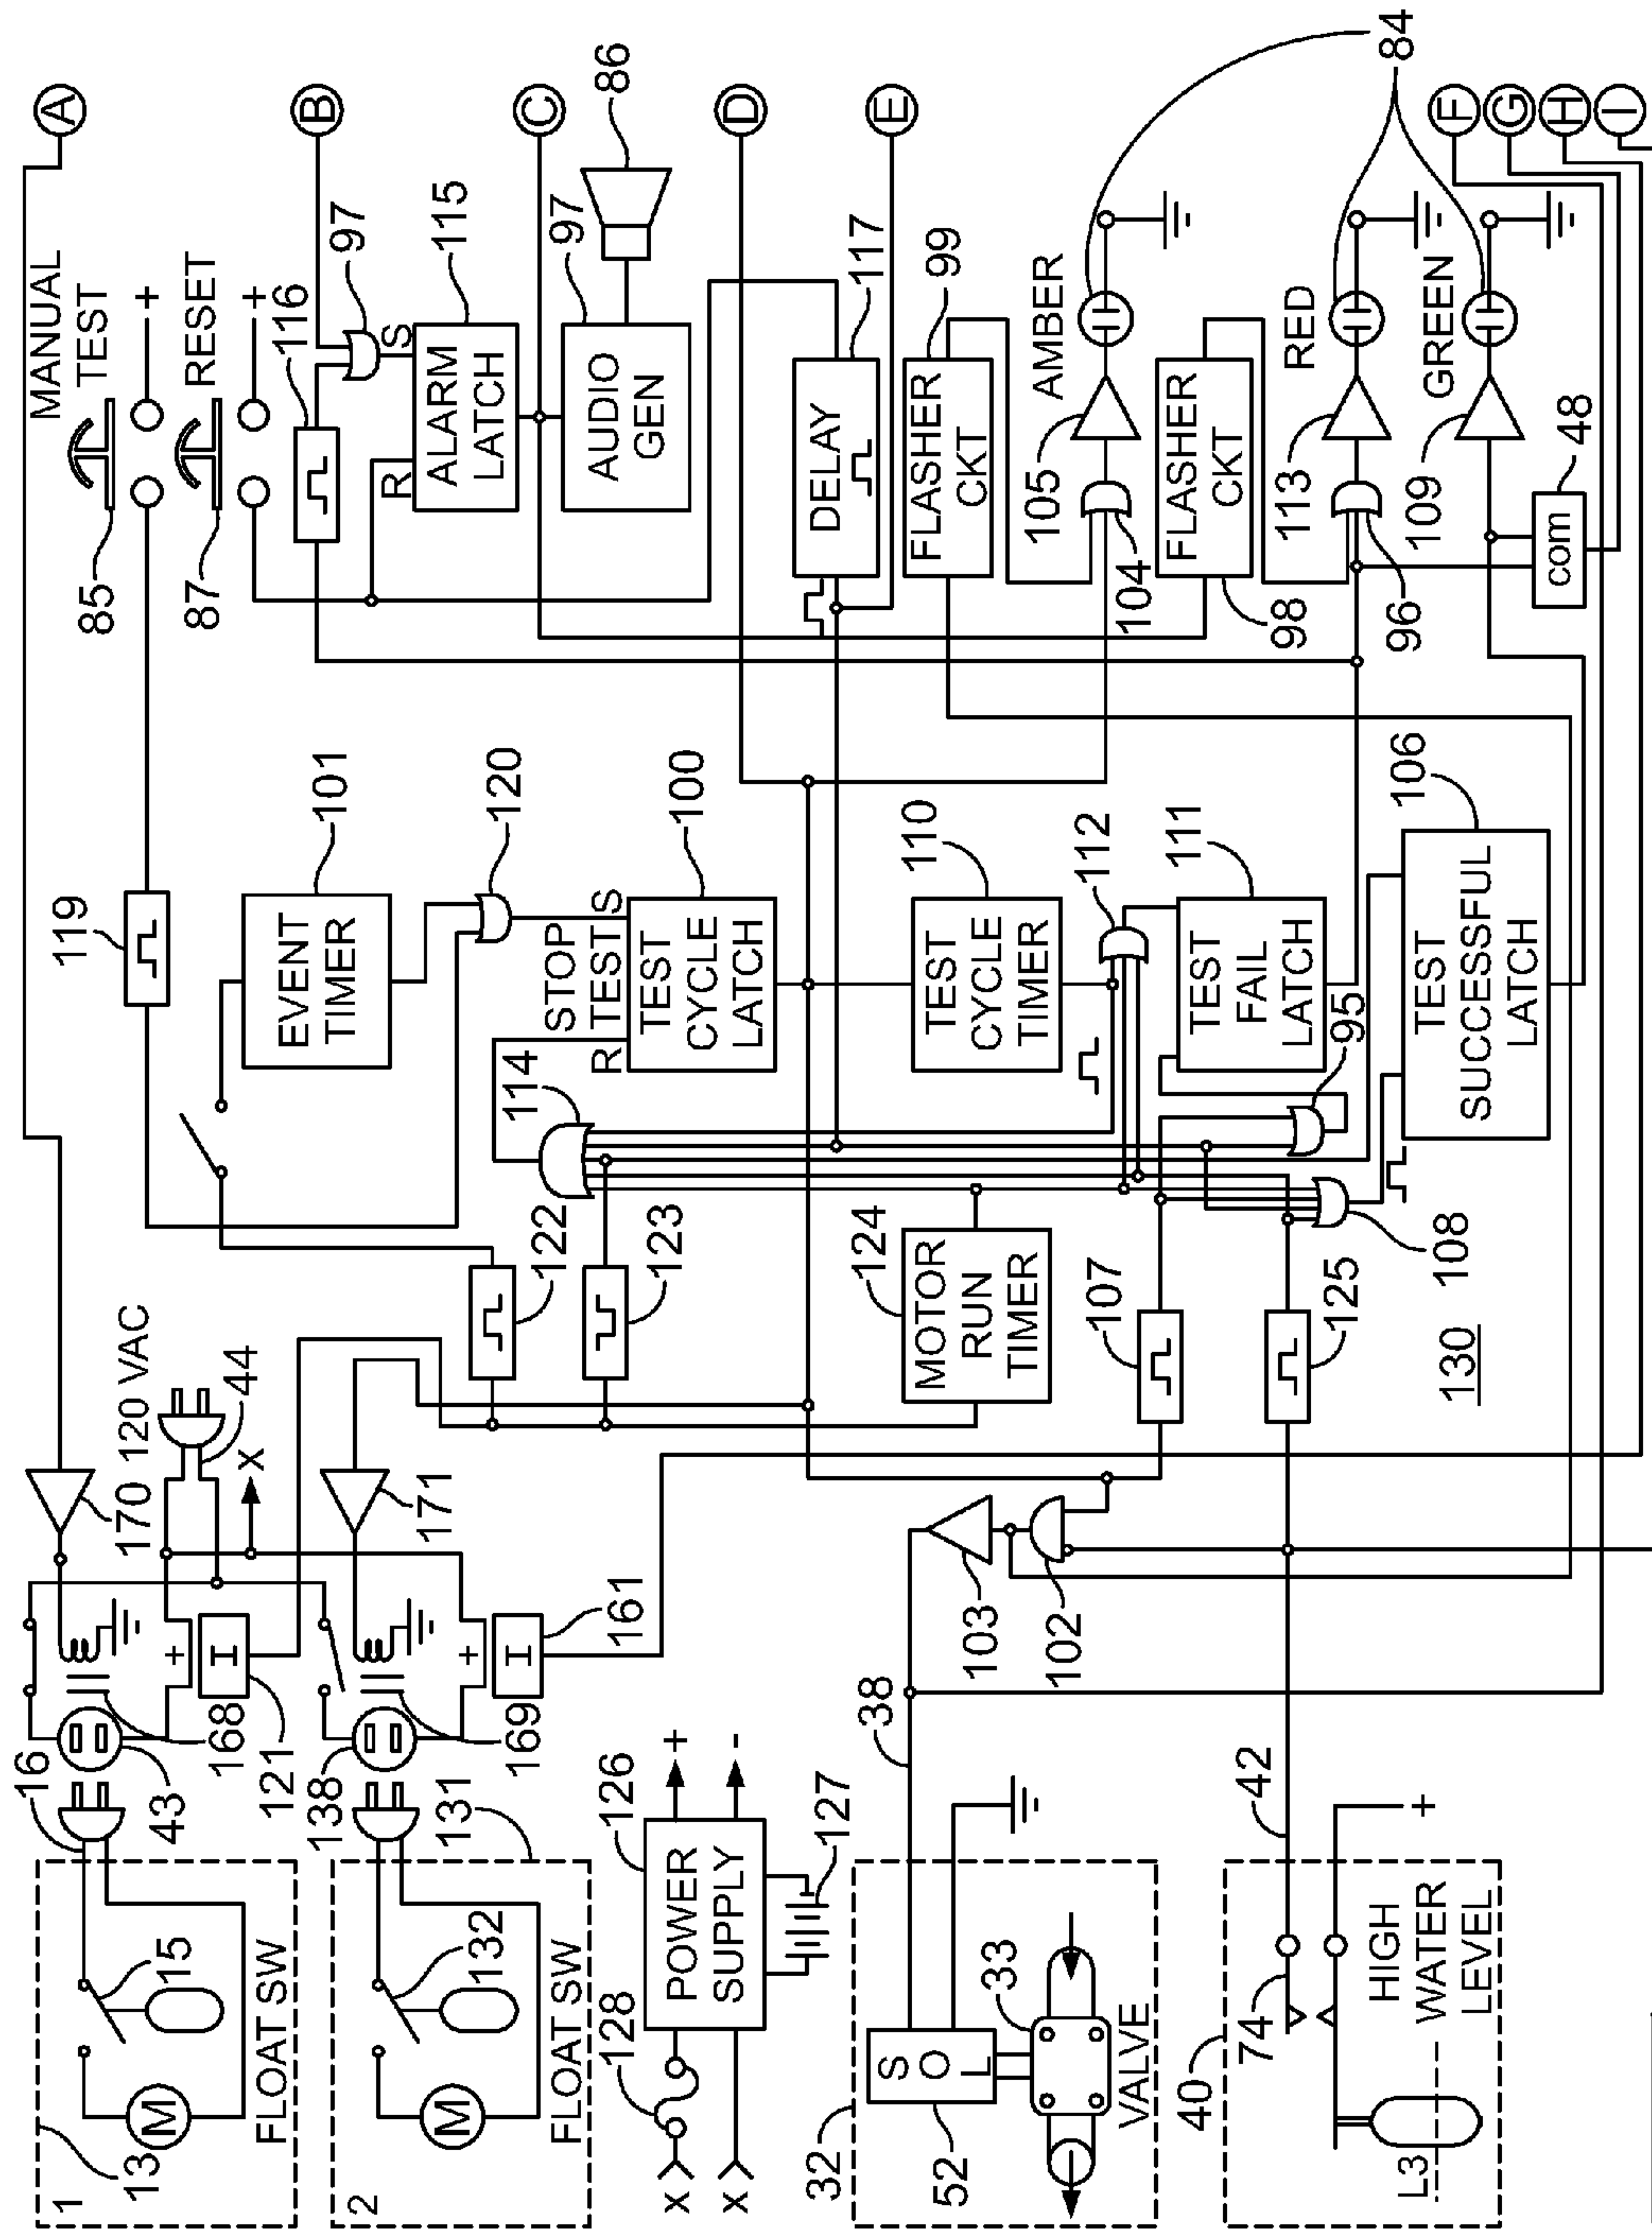 MANUAL
A
TEST
+
85
RESET
+
87
116
B
97
S
R
ALARM
LATCH
115
C
AUDIO
GEN
97
86
D
DELAY
117
E
FLASHER
CKT
99
AMBER
105
104
84
FLASHER
CKT
98
RED
113
96
GREEN
109
com
48
F
G
H
I
119
EVENT
TIMER
101
120
STOP
TEST
S
R
TEST
CYCLE
LATCH
100
114
TEST
CYCLE
TIMER
110
112
TEST
FAIL
LATCH
111
95
TEST
SUCCESSFUL
LATCH
106
108
122
123
MOTOR
RUN
TIMER
124
107
125
130
120 VAC
44
X
170
171
+
I
168
121
+
I
169
161
103
102
16
43
138
131
1
13
15
M
FLOAT SW
2
132
M
FLOAT SW
POWER
SUPPLY
126
+
-
127
128
X
X
38
32
SOL
52
33
VALVE
42
40
74
+
HIGH
WATER
LEVEL
L3